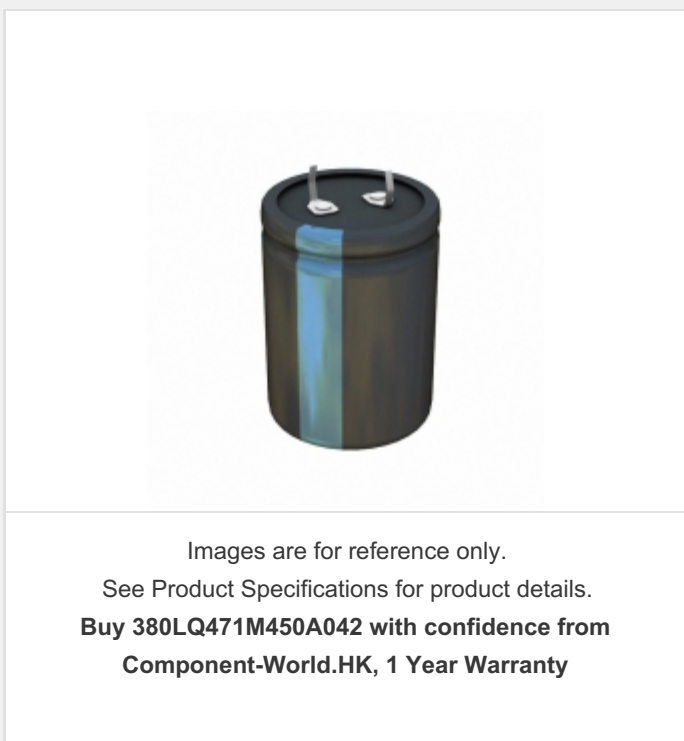 Images are for reference only.
See Product Specifications for product details.
Buy 380LQ471M450A042 with confidence from
Component-World.HK, 1 Year Warranty